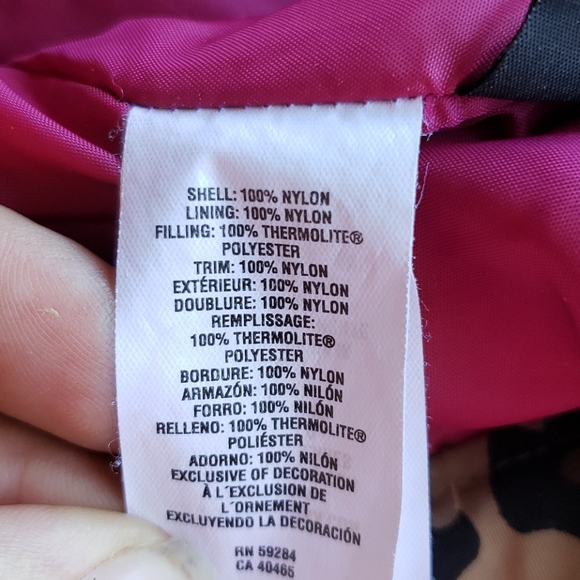 SHELL: 100% NYLON
LINING: 100% NYLON
FILLING: 100% THERMOLITE®
POLYESTER
TRIM: 100% NYLON
EXTÉRIEUR: 100% NYLON
DOUBLURE: 100% NYLON
REMPLISSAGE:
100% THERMOLITE®
POLYESTER
BORDURE: 100% NYLON
ARMAZÓN: 100% NILÓN
FORRO: 100% NILÓN
RELLENO: 100% THERMOLITE®
POLIÉSTER
ADORNO: 100% NILÓN
EXCLUSIVE OF DECORATION
À L'EXCLUSION DE
L'ORNEMENT
EXCLUYENDO LA DECORACIÓN
RN 59284
CA 40465